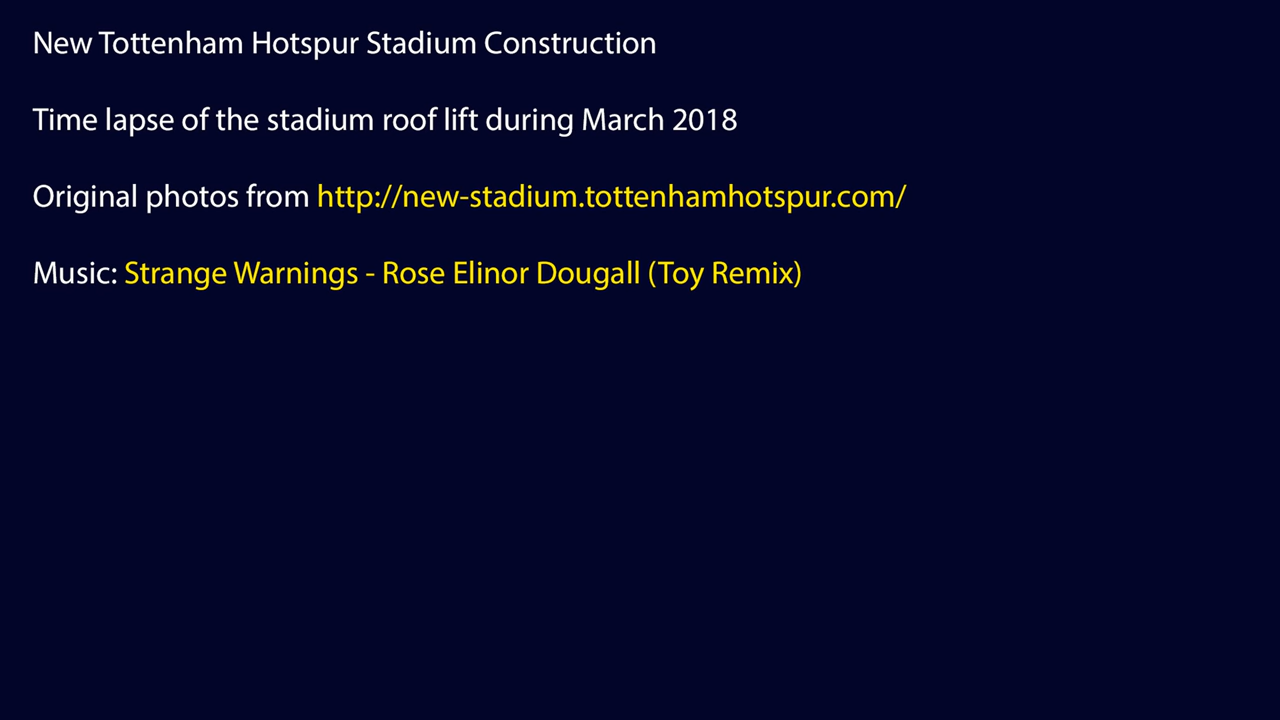 New Tottenham Hotspur Stadium Construction
Time lapse of the stadium roof lift during March 2018
Original photos from http://new-stadium.tottenhamhotspur.com/
Music: Strange Warnings - Rose Elinor Dougall (Toy Remix)